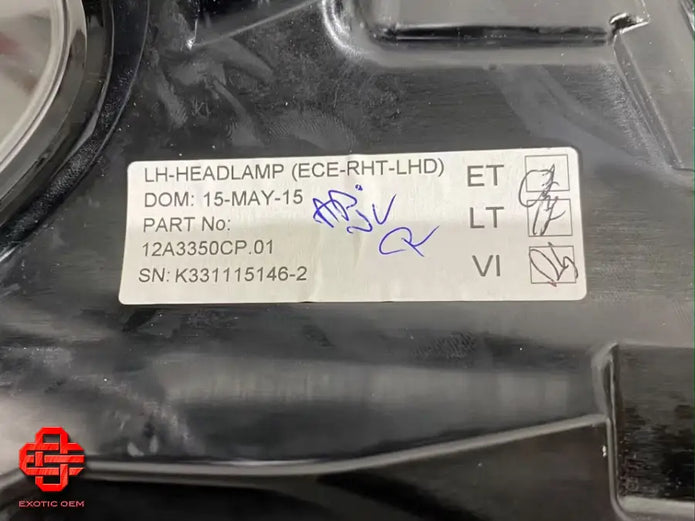 LH-HEADLAMP (ECE-RHT-LHD)
DOM: 15-MAY-15
PART No:
12A3350CP.01
SN: K331115146-2
ET
LT
VI
EXOTIC OEM